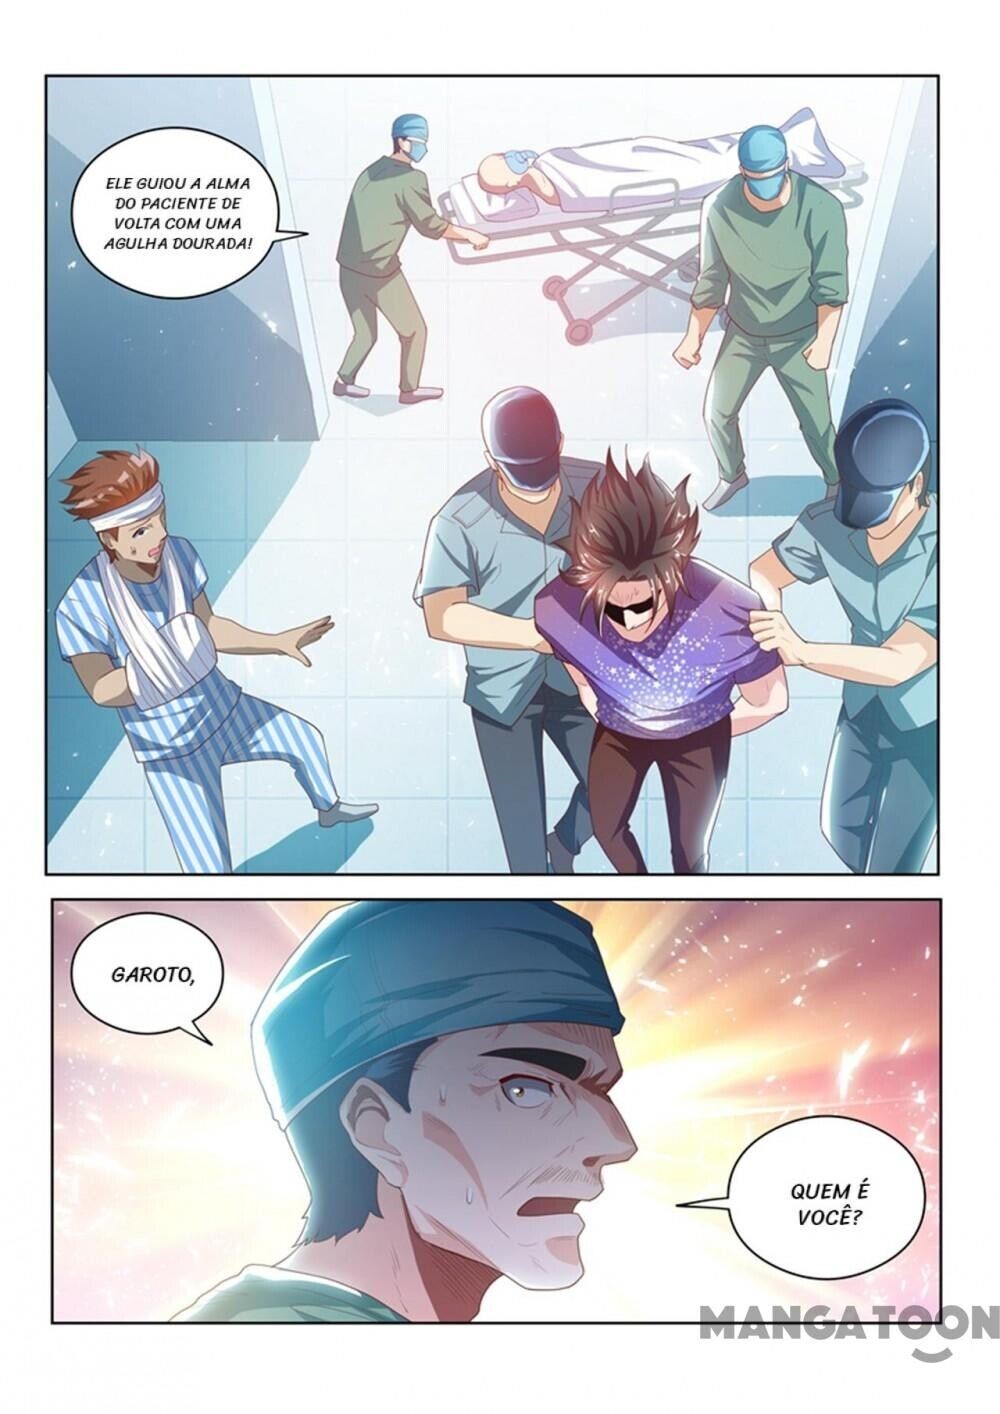 ELE GUIOU A ALMA
DO PACIENTE DE
VOLTA COM UMA
AGULHA DOURADA!
GAROTO,
QUEM É
VOCÊ?
MANGATOON